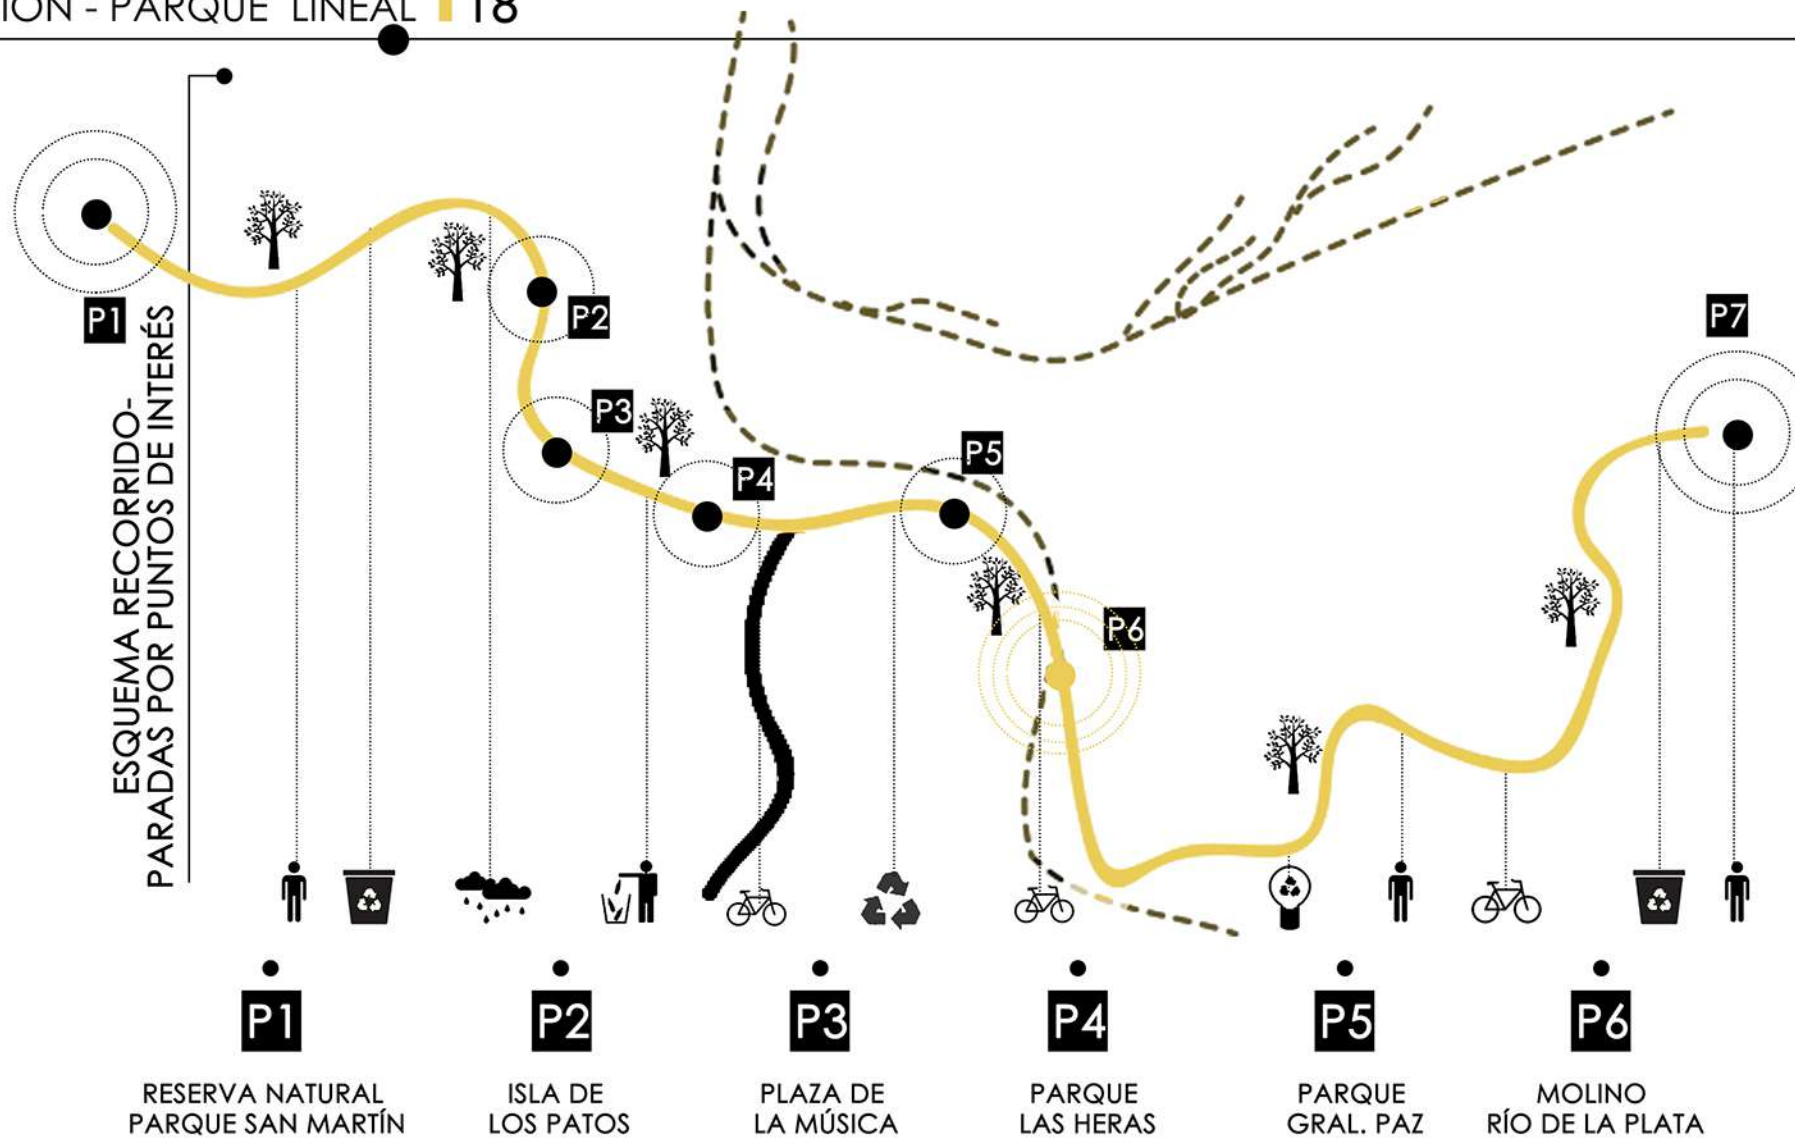 PARQUE LINEAL 18
ESQUEMA RECORRIDO-
PARADAS POR PUNTOS DE INTERÉS
P1
P2
P3
P4
P5
P6
P7
P1
P2
P3
P4
P5
P6
RESERVA NATURAL
PARQUE SAN MARTÍN
ISLA DE
LOS PATOS
PLAZA DE
LA MÚSICA
PARQUE
LAS HERAS
PARQUE
GRAL. PAZ
MOLINO
RÍO DE LA PLATA